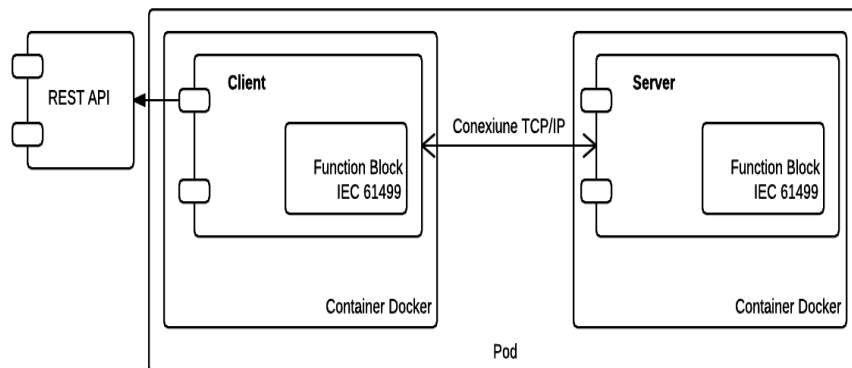 REST API
Client
Function Block
IEC 61499
Container Docker
Conexiune TCP/IP
Server
Function Block
IEC 61499
Container Docker
Pod